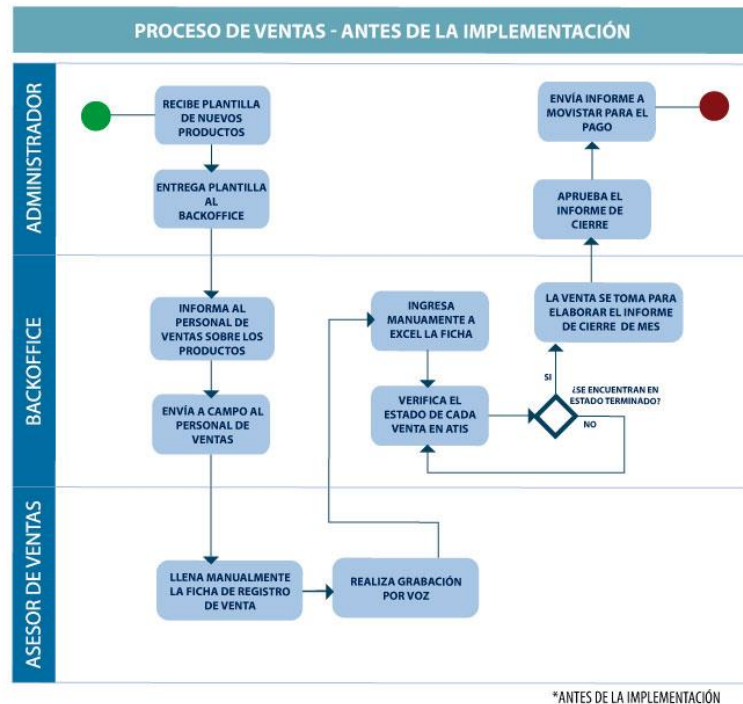 PROCESO DE VENTAS - ANTES DE LA IMPLEMENTACIÓN
ADMINISTRADOR
RECIBE PLANTILLA
DE NUEVOS
PRODUCTOS
ENTREGA PLANTILLA
AL
BACKOFFICE
ENVÍA INFORME A
MOVISTAR PARA EL
PAGO
APRUEBA EL
INFORME DE
CIERRE
BACKOFFICE
INFORMA AL
PERSONAL DE
VENTAS SOBRE LOS
PRODUCTOS
ENVÍA A CAMPO AL
PERSONAL DE
VENTAS
INGRESA
MANUAMENTE A
EXCEL LA FICHA
VERIFICA EL
ESTADO DE CADA
VENTA EN ATIS
LA VENTA SE TOMA PARA
ELABORAR EL INFORME
DE CIERRE DE MES
SI
¿SE ENCUENTRAN EN
ESTADO TERMINADO?
NO
ASESOR DE VENTAS
LLENA MANUALMENTE
LA FICHA DE REGISTRO
DE VENTA
REALIZA GRABACIÓN
POR VOZ
*ANTES DE LA IMPLEMENTACIÓN